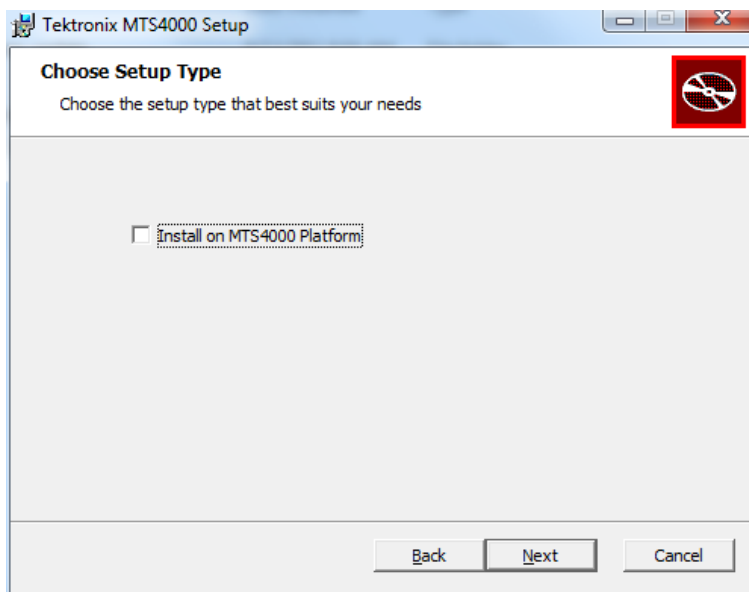 Tektronix MTS4000 Setup
Choose Setup Type
Choose the setup type that best suits your needs
Install on MTS4000 Platform
Back Next Cancel